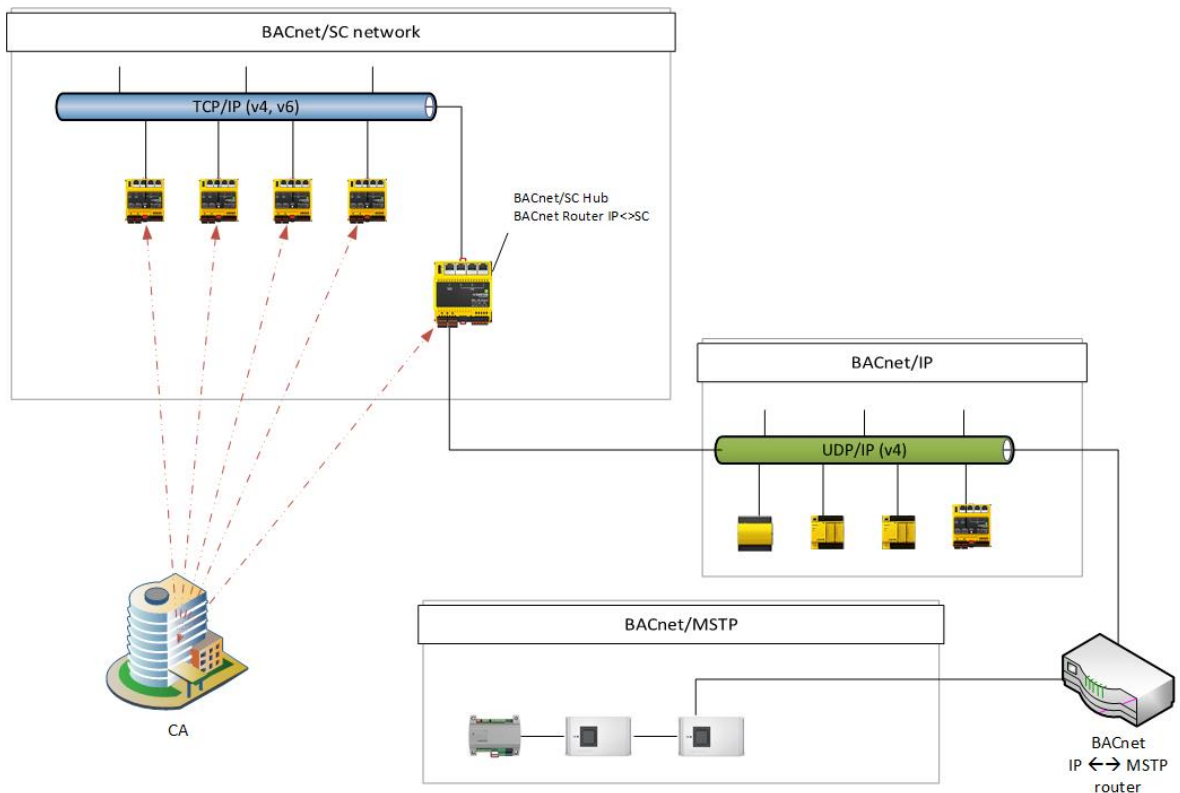 BACnet/SC network
TCP/IP (v4, v6)
BACnet/SC Hub
BACnet Router IP<>SC
BACnet/IP
UDP/IP (v4)
BACnet/MSTP
CA
BACnet
IP ←→ MSTP
router